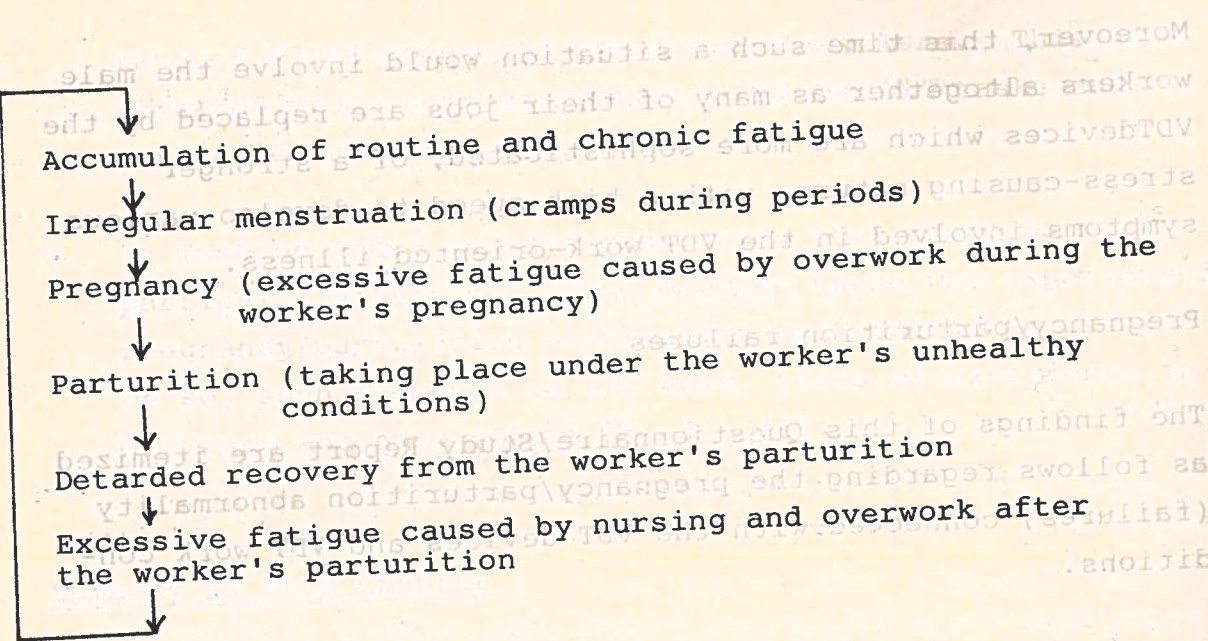 Accumulation of routine and chronic fatigue
Irregular menstruation (cramps during periods)
Pregnancy (excessive fatigue caused by overwork during the
worker's pregnancy)
Parturition (taking place under the worker's unhealthy
conditions)
Detarded recovery from the worker's parturition
Excessive fatigue caused by nursing and overwork after
the worker's parturition